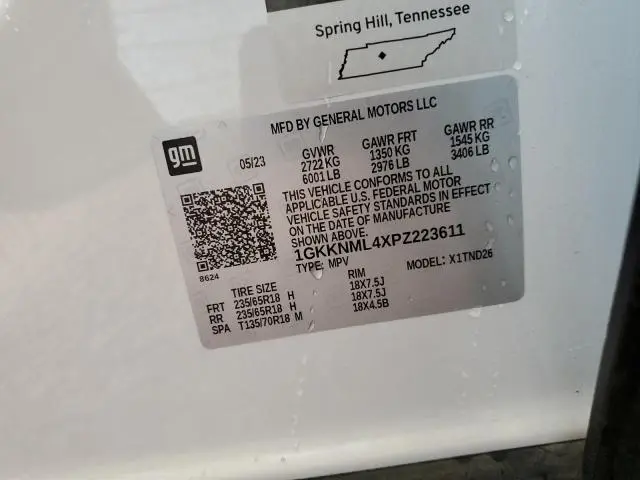 Spring Hill, Tennessee
MFD BY GENERAL MOTORS LLC
gm
05/23 GVWR GAWR FRT GAWR RR
2722 KG 1350 KG 1545 KG
6001 LB 2976 LB 3406 LB
THIS VEHICLE CONFORMS TO ALL
APPLICABLE U.S. FEDERAL MOTOR
VEHICLE SAFETY STANDARDS IN EFFECT
ON THE DATE OF MANUFACTURE
SHOWN ABOVE.
1GKKNML4XPZ223611
8624
TYPE: MPV MODEL: X1TND26
TIRE SIZE RIM
FRT 235/65R18 H 18X7.5J
RR 235/65R18 H 18X7.5J
SPA T135/70R18 M 18X4.5B